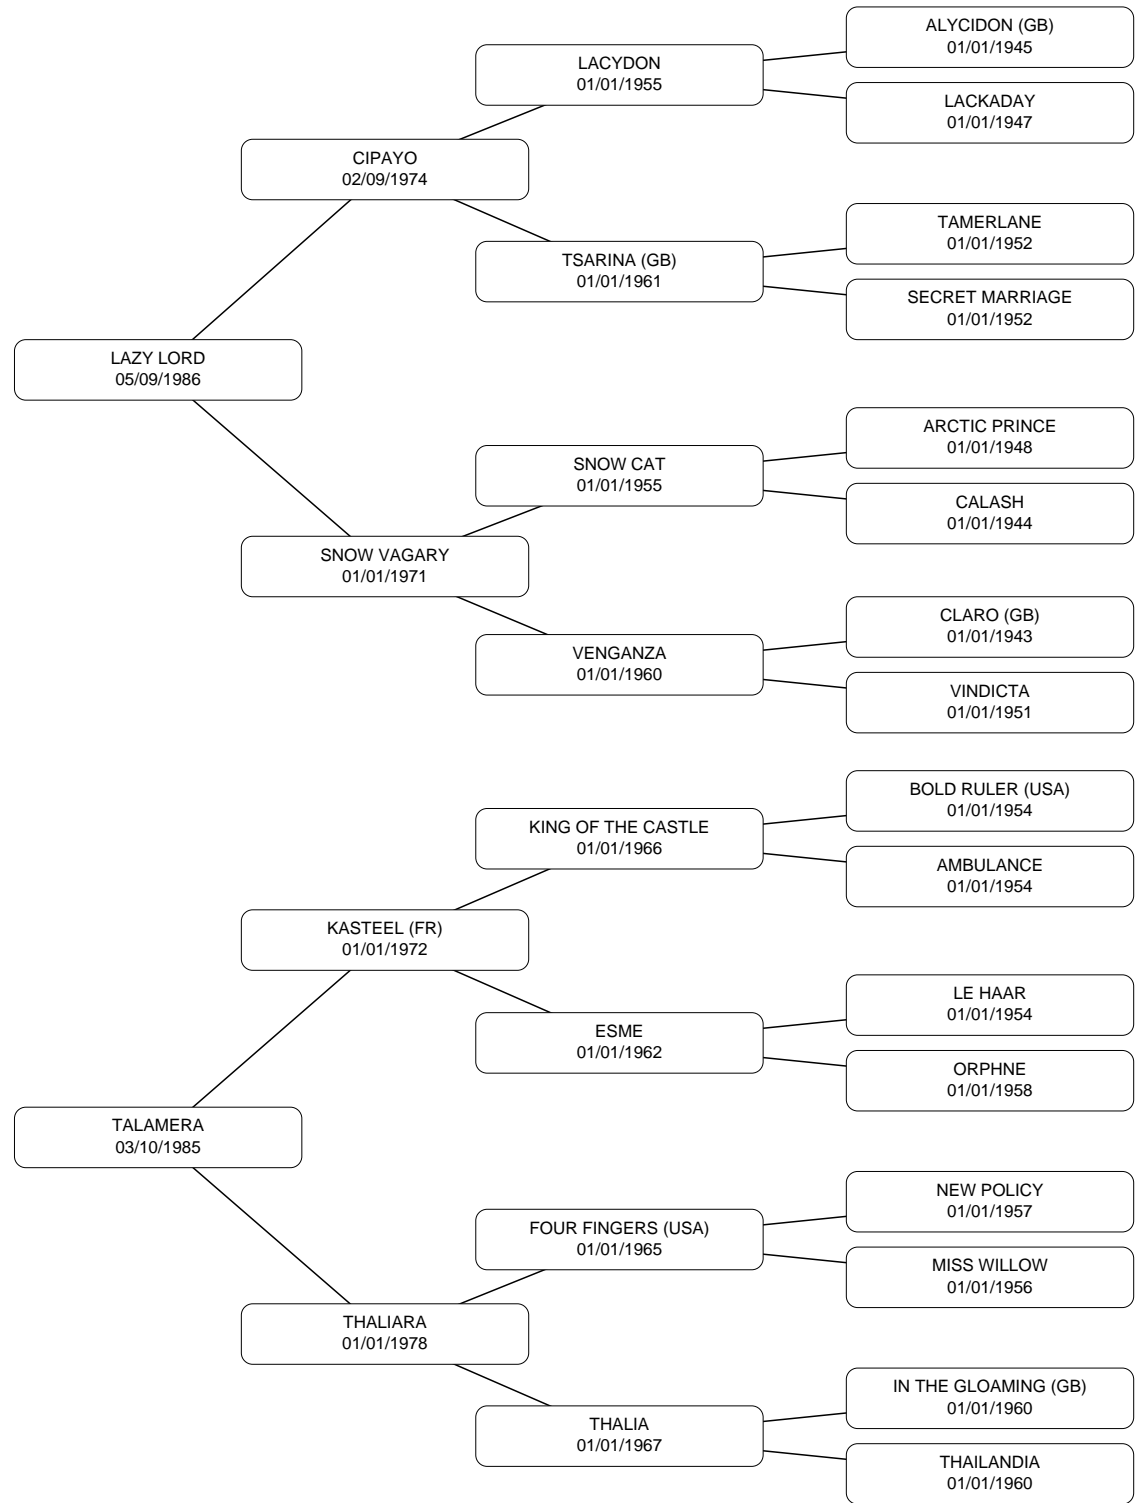 ALYCIDON (GB)
01/01/1945
LACYDON
01/01/1955
LACKADAY
01/01/1947
CIPAYO
02/09/1974
TAMERLANE
01/01/1952
TSARINA (GB)
01/01/1961
SECRET MARRIAGE
01/01/1952
LAZY LORD
05/09/1986
ARCTIC PRINCE
01/01/1948
SNOW CAT
01/01/1955
CALASH
01/01/1944
SNOW VAGARY
01/01/1971
CLARO (GB)
01/01/1943
VENGANZA
01/01/1960
VINDICTA
01/01/1951
BOLD RULER (USA)
01/01/1954
KING OF THE CASTLE
01/01/1966
AMBULANCE
01/01/1954
KASTEEL (FR)
01/01/1972
LE HAAR
01/01/1954
ESME
01/01/1962
ORPHNE
01/01/1958
TALAMERA
03/10/1985
NEW POLICY
01/01/1957
FOUR FINGERS (USA)
01/01/1965
MISS WILLOW
01/01/1956
THALIARA
01/01/1978
IN THE GLOAMING (GB)
01/01/1960
THALIA
01/01/1967
THAILANDIA
01/01/1960